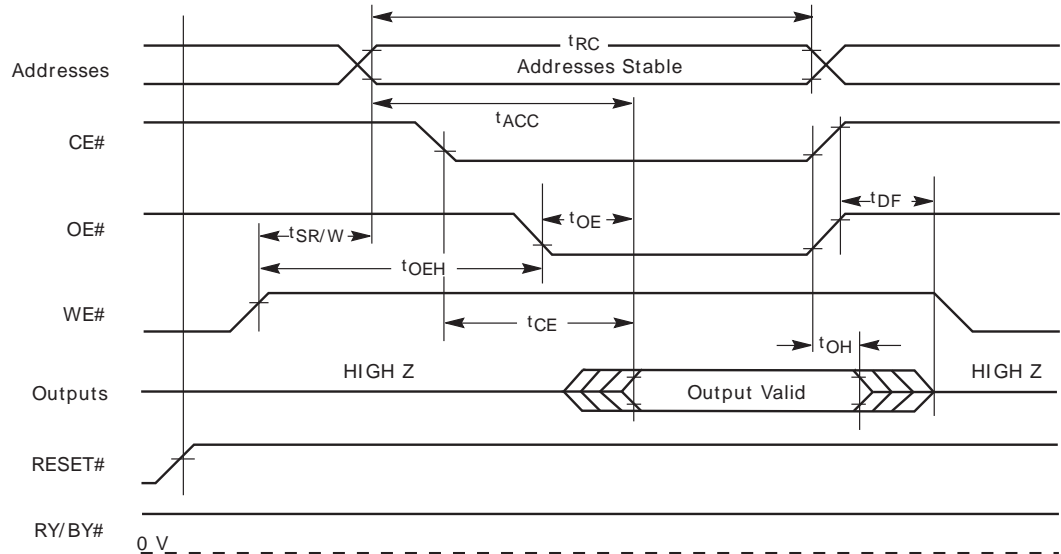 tRC
Addresses
Addresses Stable
tACC
CE#
tDF
OE#
tSR/W
tOE
tOEH
WE#
tCE
tOH
HIGH Z
HIGH Z
Outputs
Output Valid
RESET#
RY/BY#
0 V